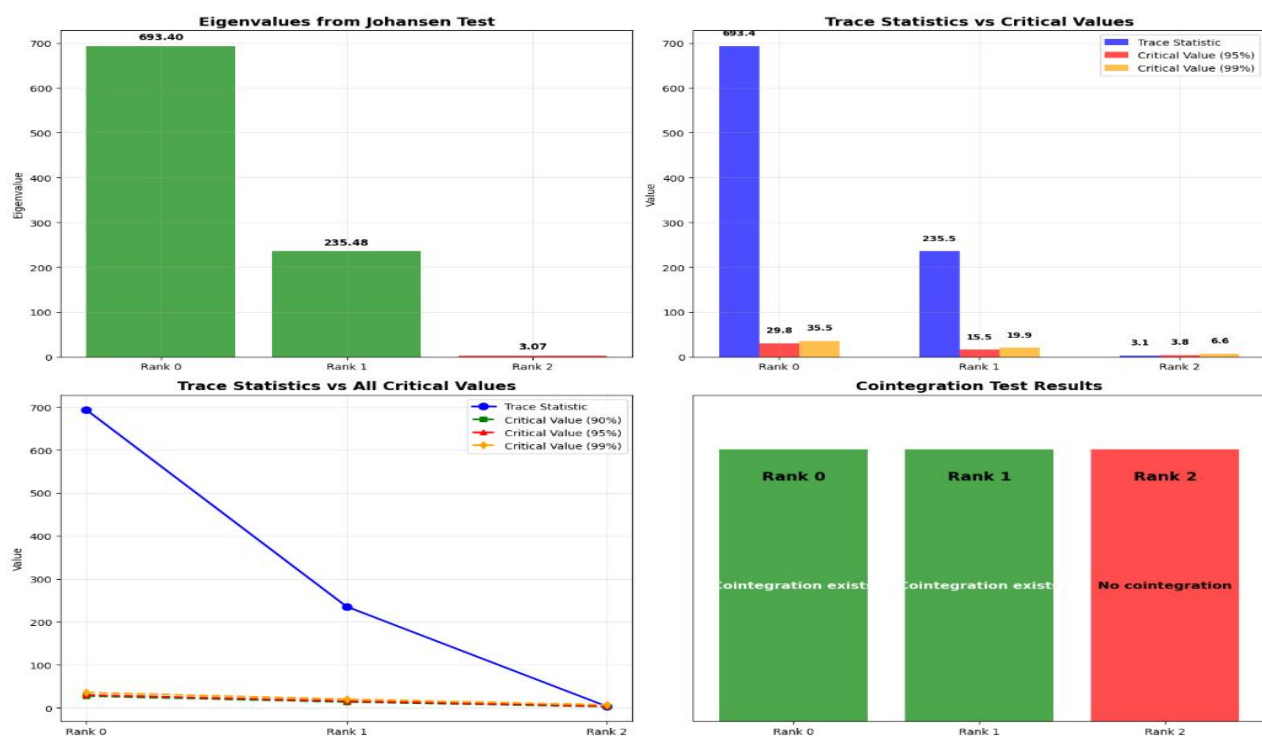 Eigenvalues from Johansen Test
693.40
235.48
3.07
Eigenvalue
700
600
500
400
300
200
100
0
Rank 0
Rank 1
Rank 2
Trace Statistics vs Critical Values
Trace Statistic
Critical Value (95%)
Critical Value (99%)
693.4
29.8
35.5
235.5
15.5
19.9
3.1
3.8
6.6
Value
700
600
500
400
300
200
100
0
Rank 0
Rank 1
Rank 2
Trace Statistics vs All Critical Values
Trace Statistic
Critical Value (90%)
Critical Value (95%)
Critical Value (99%)
Value
700
600
500
400
300
200
100
0
Rank 0
Rank 1
Rank 2
Cointegration Test Results
Rank 0
Rank 1
Rank 2
Cointegration exists
Cointegration exists
No cointegration
Rank 0
Rank 1
Rank 2